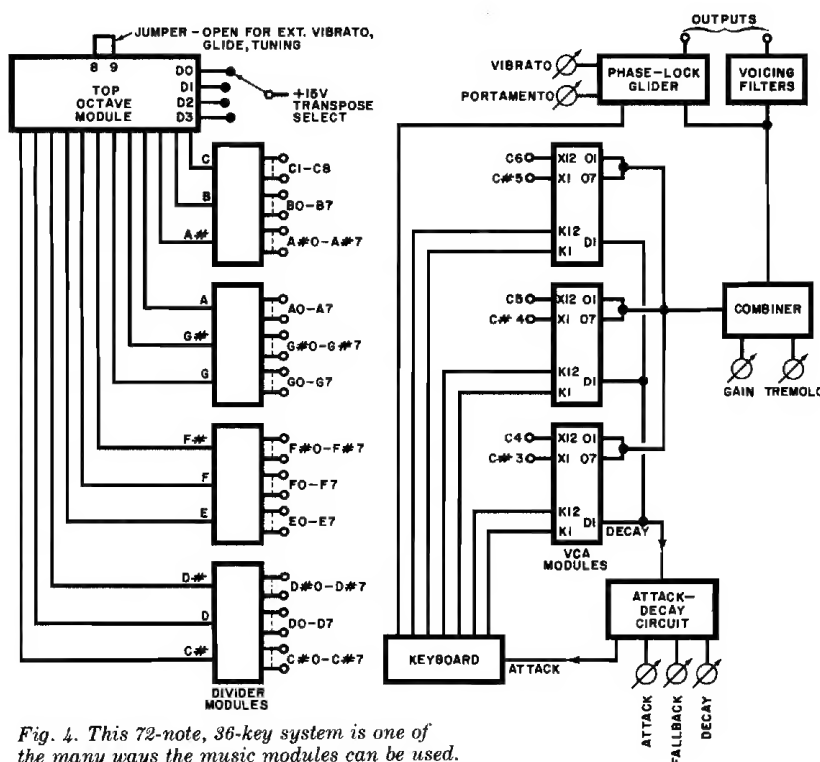 JUMPER - OPEN FOR EXT. VIBRATO,
GLIDE, TUNING
8 9
TOP
OCTAVE
MODULE
D0
D1
D2
D3
+15V
TRANSPOSE
SELECT
C
C1-C8
B
B0-B7
A#
A#0-A#7
A
A0-A7
G#
G#0-G#7
G
G0-G7
F#
F#0-F#7
F
F0-F7
E
E0-E7
D#
D#0-D#7
D
D0-D7
C#
C#0-C#7
DIVIDER
MODULES
OUTPUTS
VIBRATO
PORTAMENTO
PHASE-LOCK
GLIDER
VOICING
FILTERS
C6 X12 O1
C#5 X1 O7
K12
D1
K1
C5 X12 O1
C#4 X1 O7
K12
D1
K1
C4 X12 O1
C#3 X1 O7
K12
D1
K1
DECAY
VCA
MODULES
COMBINER
GAIN TREMOLO
ATTACK-
DECAY
CIRCUIT
KEYBOARD
ATTACK
ATTACK
FALLBACK
DECAY
Fig. 4. This 72-note, 36-key system is one of
the many ways the music modules can be used.